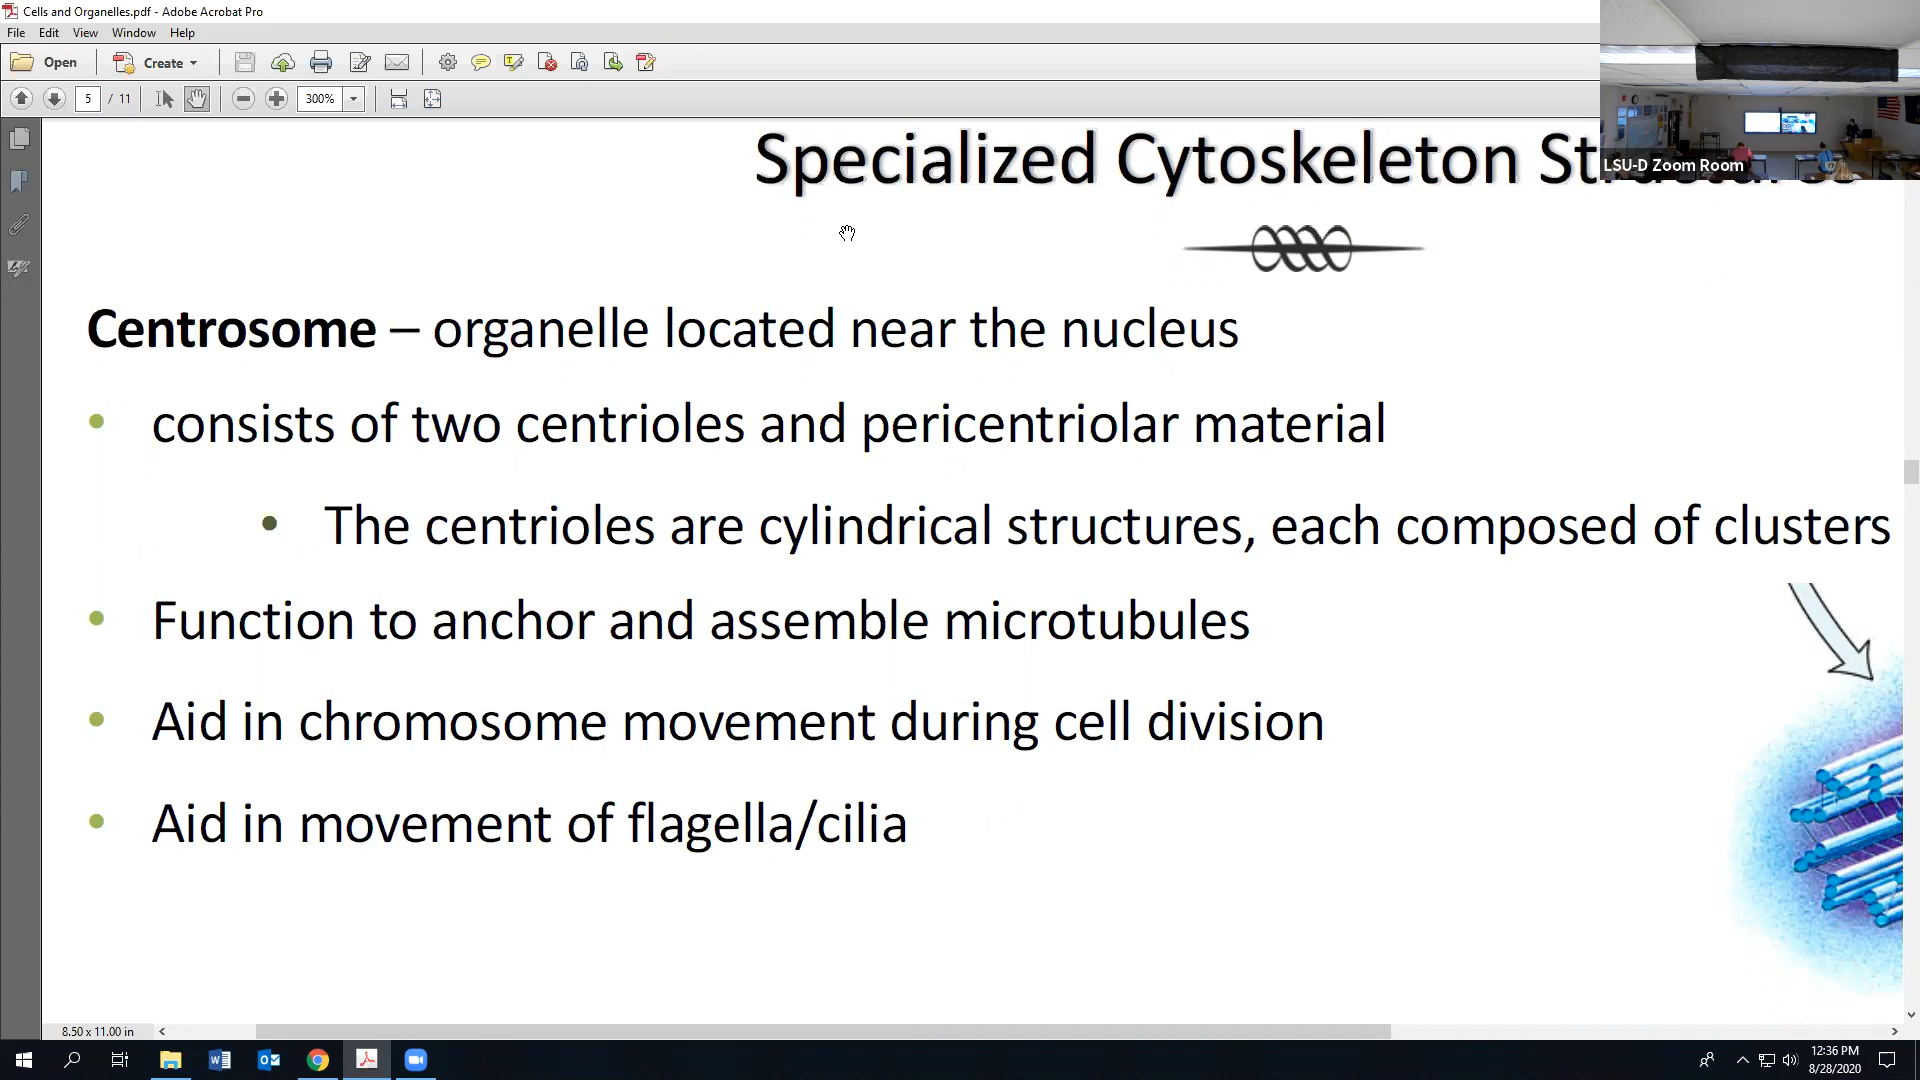 Cells and Organelles.pdf - Adobe Acrobat Pro
File Edit View Window Help
Open Create
5 / 11 300%
LSU-D Zoom Room
Specialized Cytoskeleton Structures
Centrosome – organelle located near the nucleus
• consists of two centrioles and pericentriolar material
• The centrioles are cylindrical structures, each composed of clusters
• Function to anchor and assemble microtubules
• Aid in chromosome movement during cell division
• Aid in movement of flagella/cilia
8.50 x 11.00 in
12:36 PM
8/28/2020